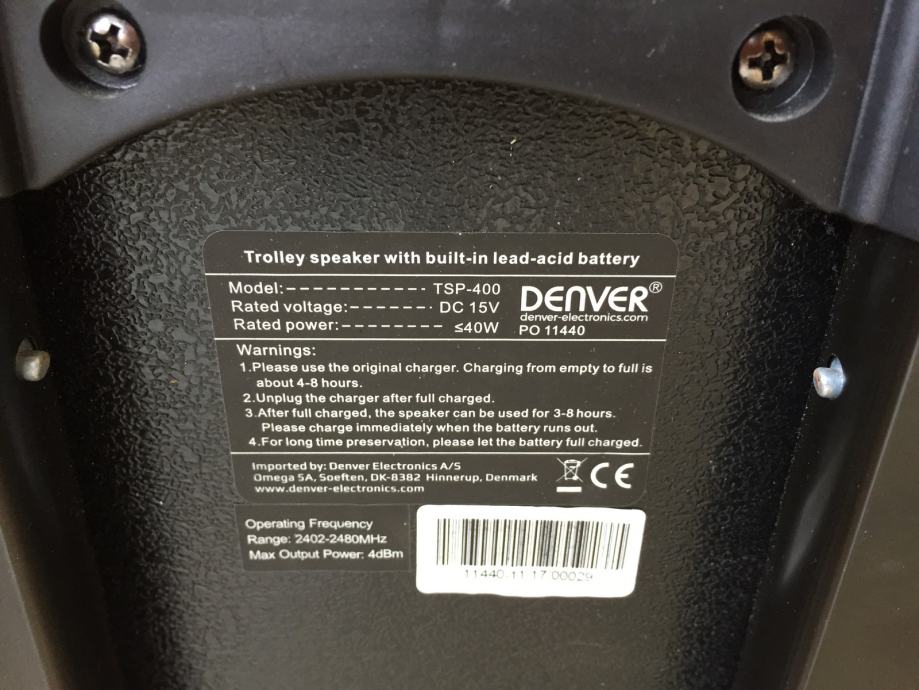 Trolley speaker with built-in lead-acid battery
Model:----------- TSP-400
Rated voltage:------- DC 15V
Rated power:-------- ≤40W
DENVER®
denver-electronics.com
PO 11440
Warnings:
1.Please use the original charger. Charging from empty to full is
about 4-8 hours.
2.Unplug the charger after full charged.
3.After full charged, the speaker can be used for 3-8 hours.
Please charge immediately when the battery runs out.
4.For long time preservation, please let the battery full charged.
Imported by: Denver Electronics A/S
Omega 5A, Soeften, DK-8382 Hinnerup, Denmark
www.denver-electronics.com
CE
Operating Frequency
Range: 2402-2480MHz
Max Output Power: 4dBm
11440.11.17.00029